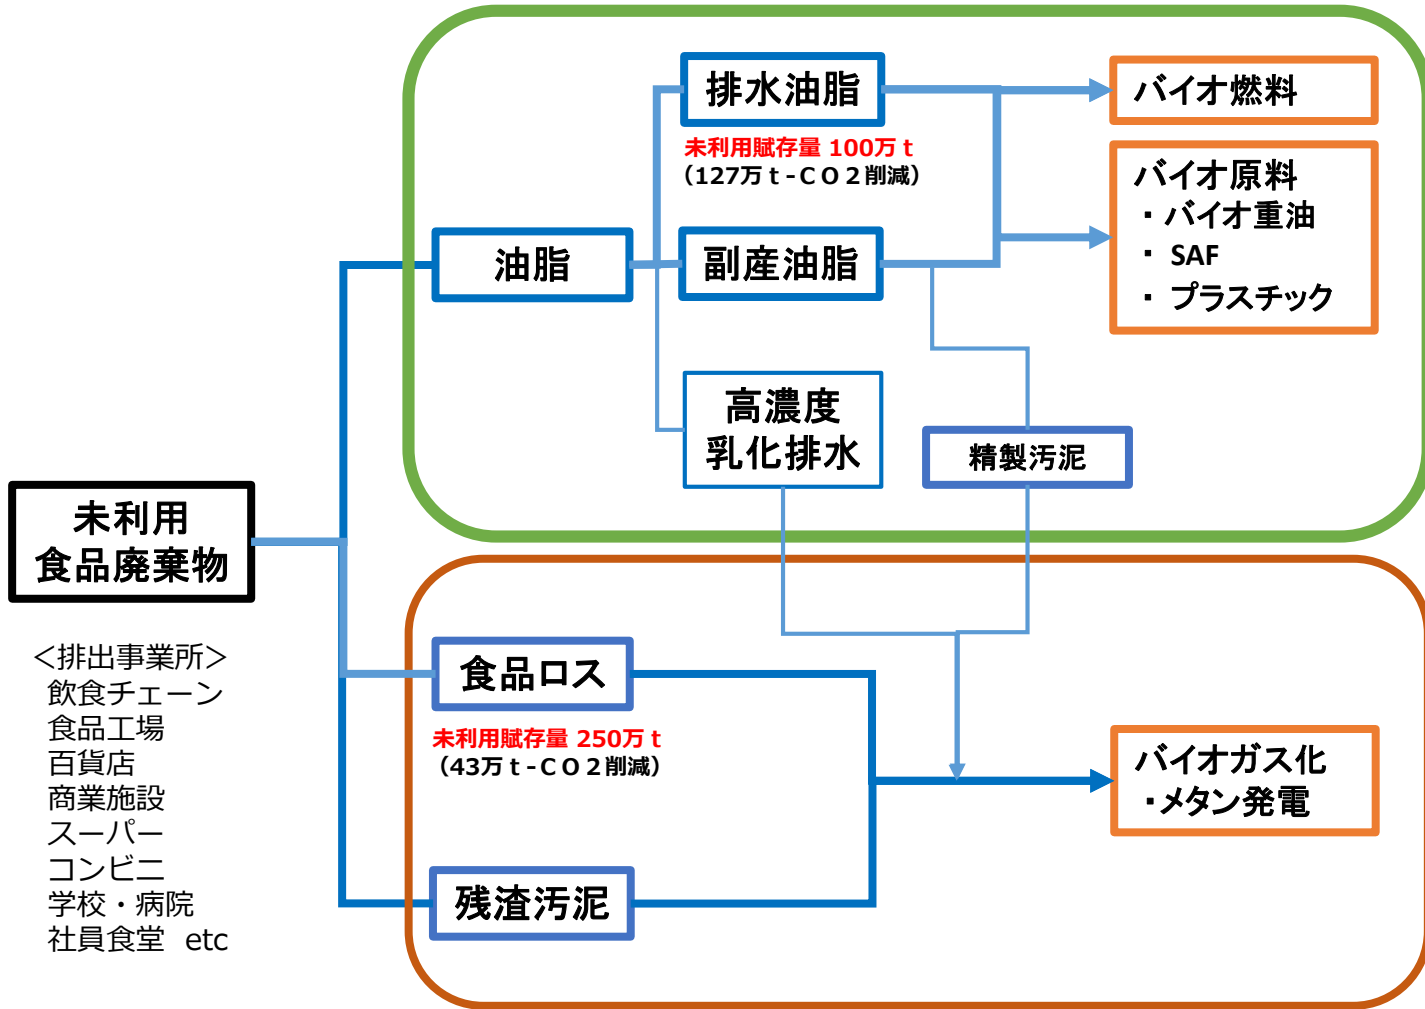 排水油脂
未利用賦存量 100万ｔ
（127万ｔ-ＣＯ２削減）
バイオ燃料
バイオ原料
・バイオ重油
・ SAF
・ プラスチック
油脂
副産油脂
高濃度
乳化排水
精製汚泥
未利用
食品廃棄物
＜排出事業所＞
飲食チェーン
食品工場
百貨店
商業施設
スーパー
コンビニ
学校・病院
社員食堂 etc
食品ロス
未利用賦存量 250万ｔ
（43万ｔ-ＣＯ２削減）
残渣汚泥
バイオガス化
・メタン発電